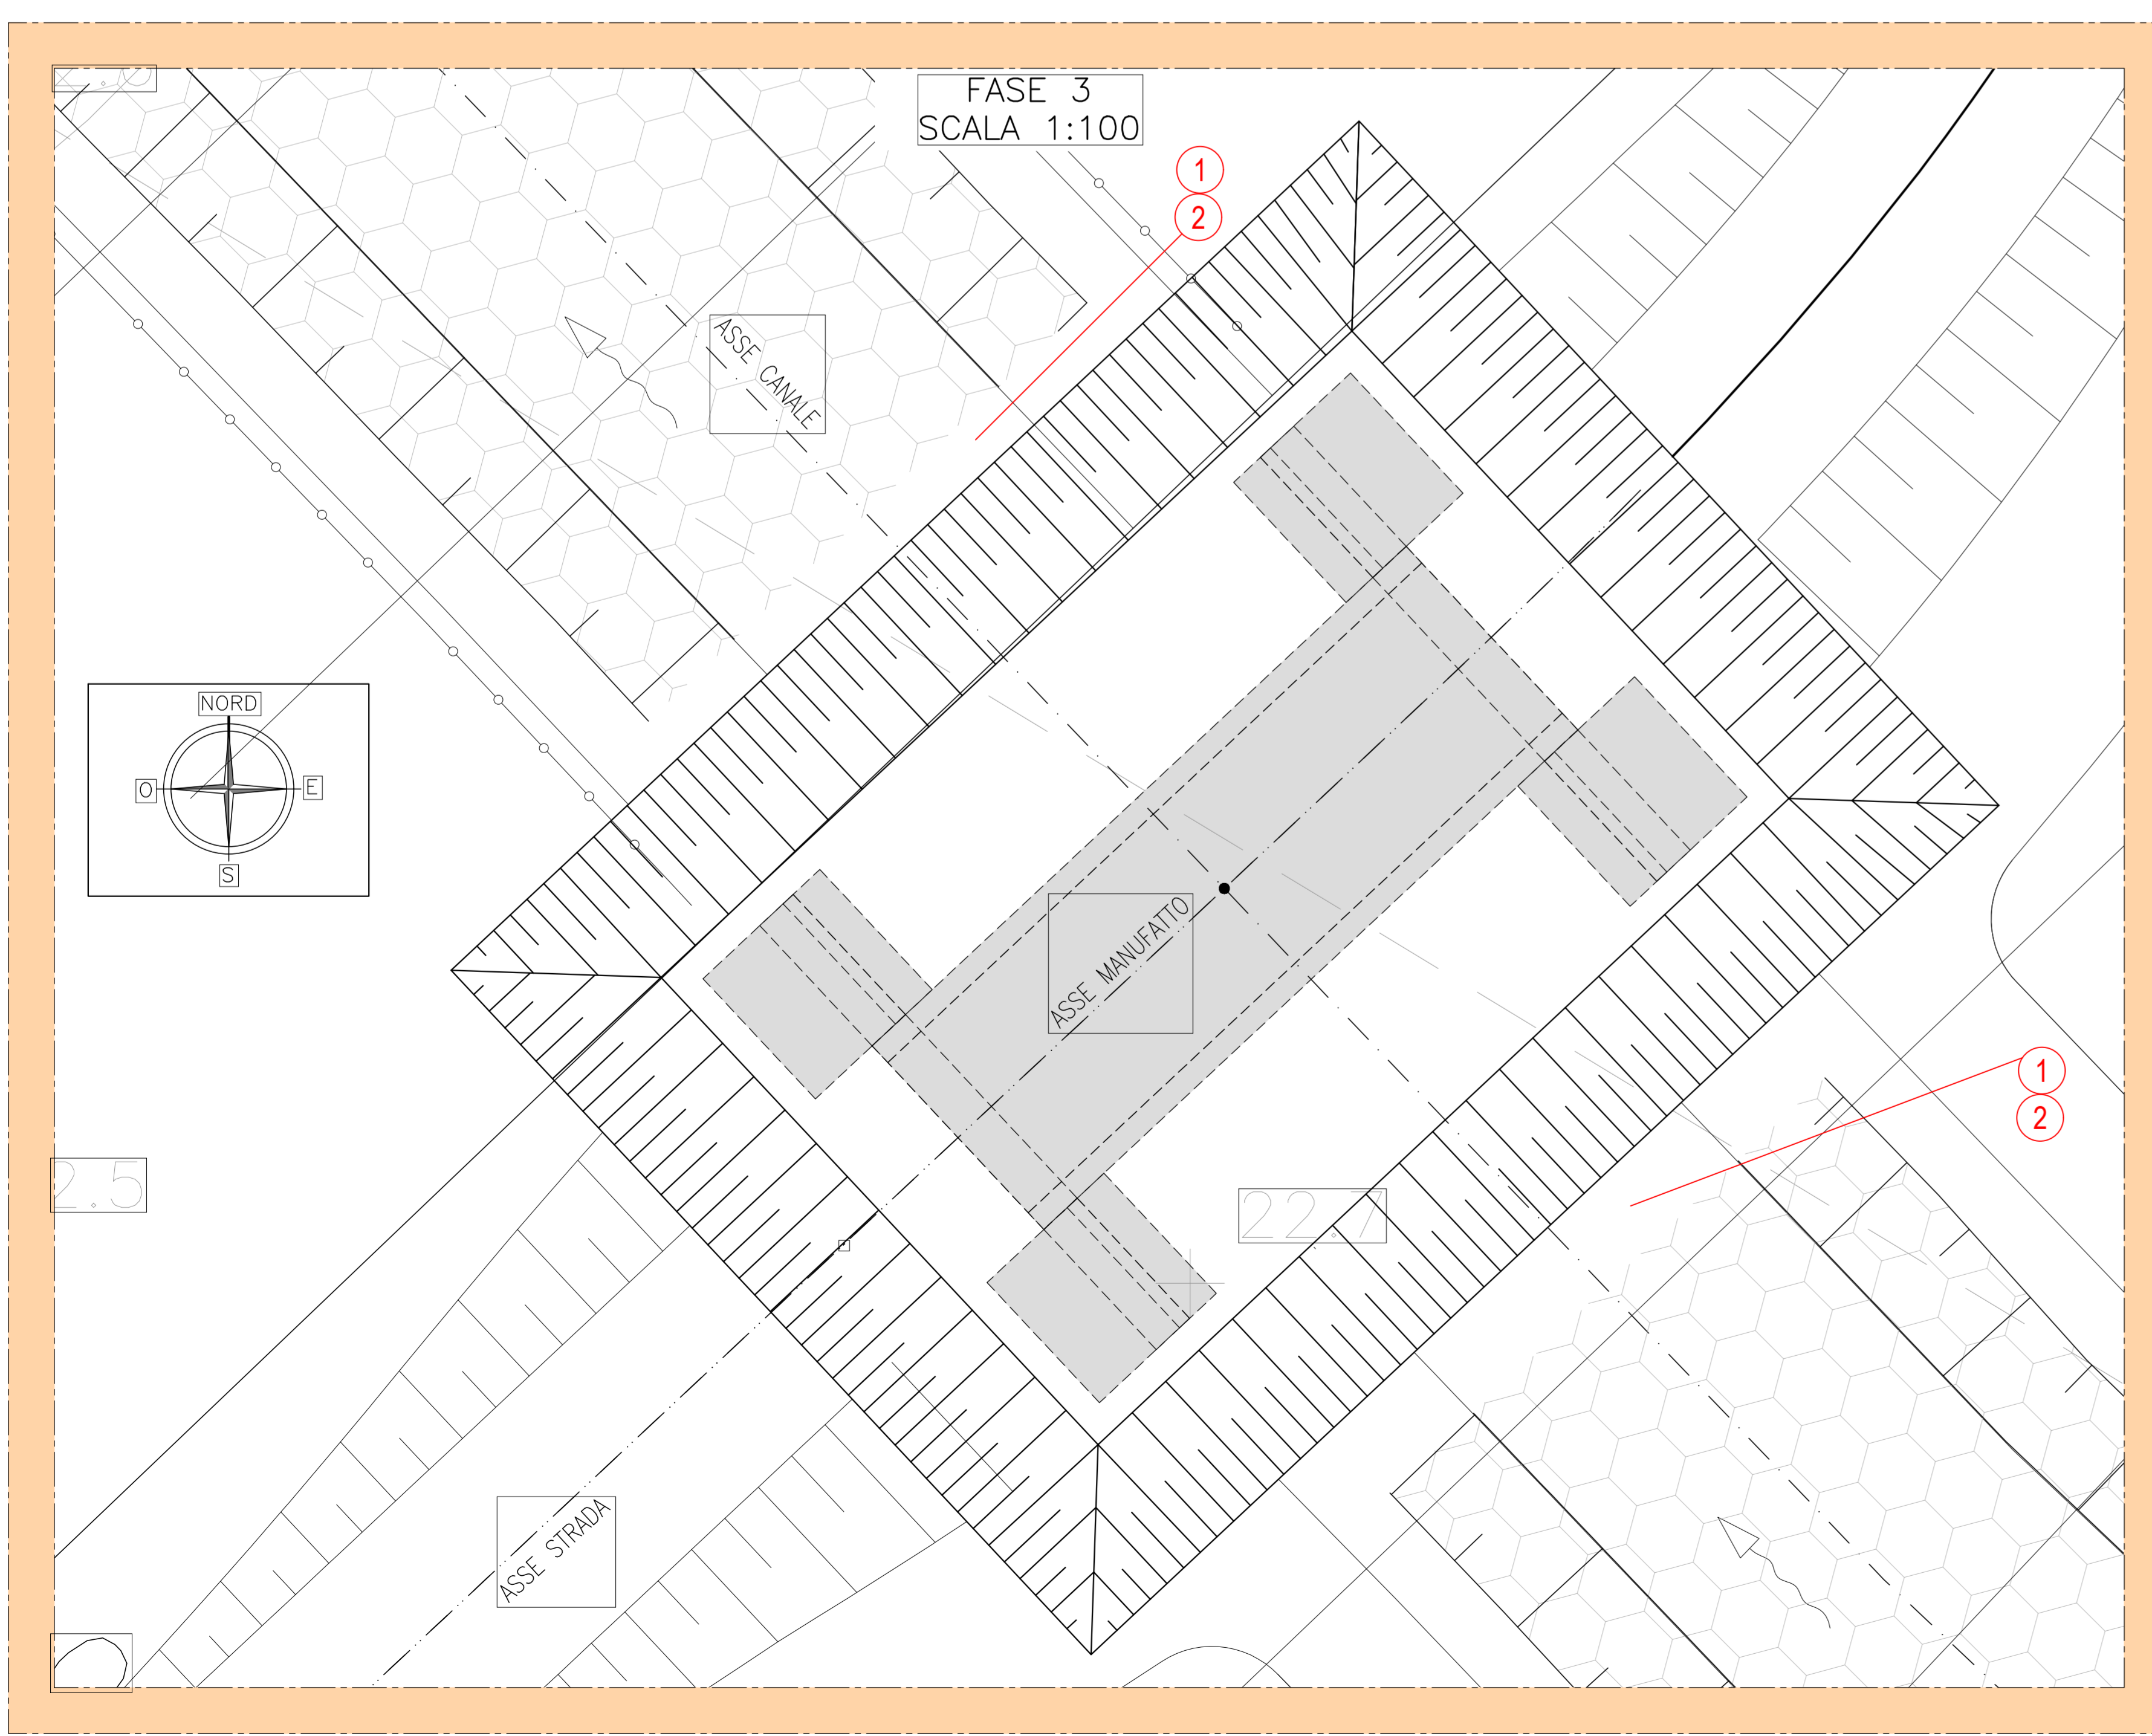 FASE 3
SCALA 1:100
1
2
ASSE CANALE
NORD
O
E
S
ASSE MANUFATTO
1
2
2.5
22.7
ASSE STRADA